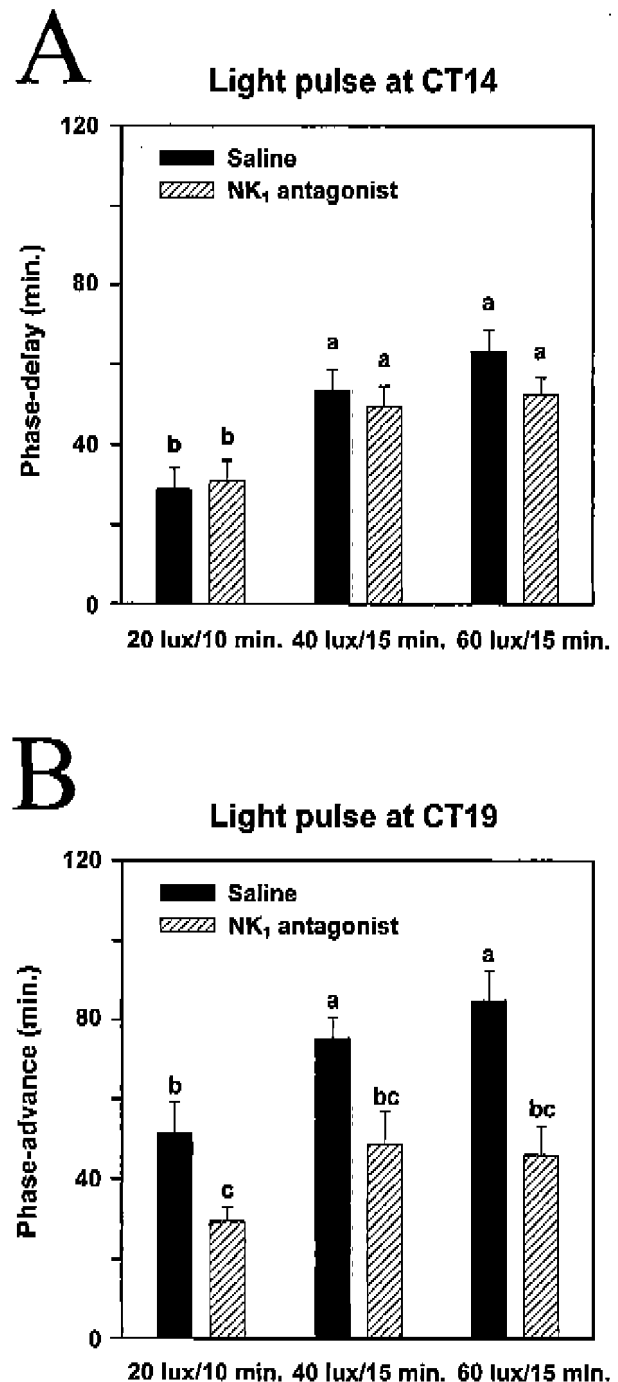 A
Light pulse at CT14
120
Saline
NK₁ antagonist
80
Phase-delay (min.)
a
a
a
a
40
b
b
0
20 lux/10 min. 40 lux/15 min. 60 lux/15 min.
B
Light pulse at CT19
120
Saline
NK₁ antagonist
80
Phase-advance (min.)
a
a
b
bc
bc
40
c
0
20 lux/10 min. 40 lux/15 min. 60 lux/15 min.